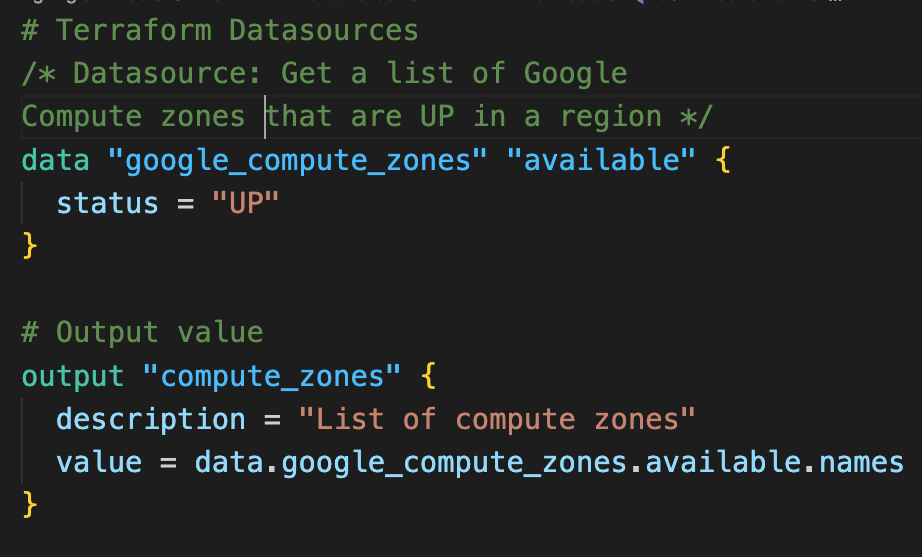 # Terraform Datasources
/* Datasource: Get a list of Google
Compute zones that are UP in a region */
data "google_compute_zones" "available" {
  status = "UP"
}

# Output value
output "compute_zones" {
  description = "List of compute zones"
  value = data.google_compute_zones.available.names
}